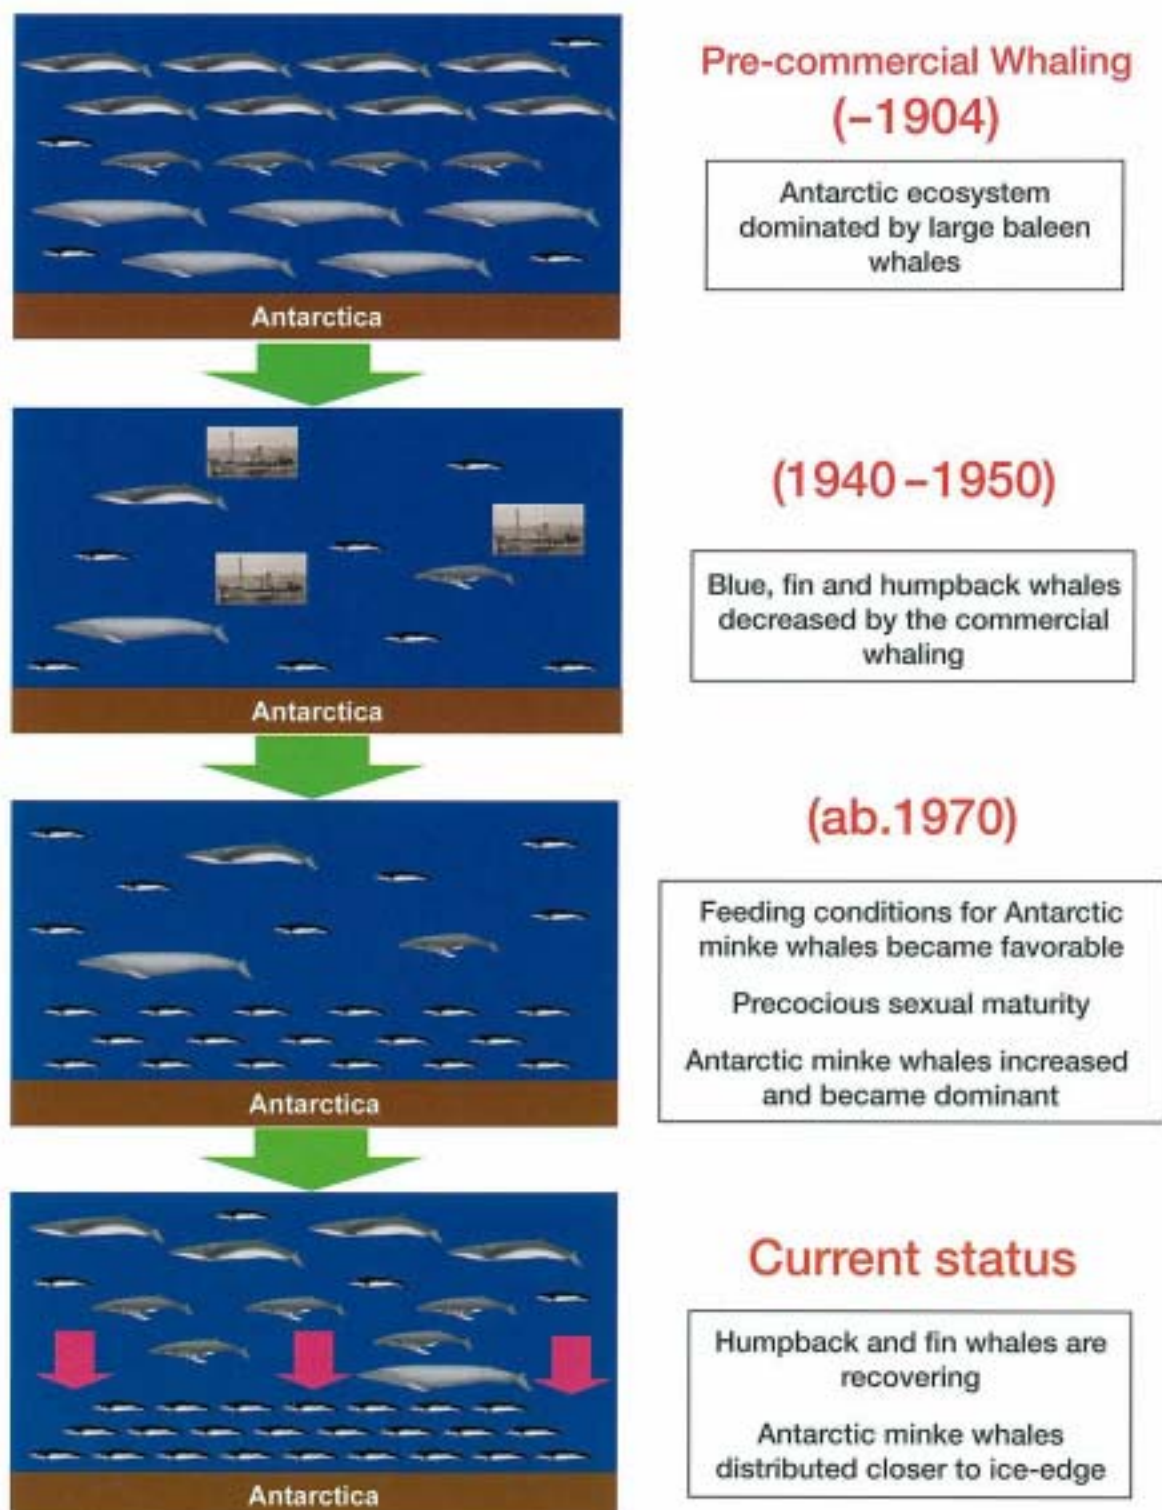 Pre-commercial Whaling
(–1904)
Antarctic ecosystem
dominated by large baleen
whales
Antarctica
(1940–1950)
Blue, fin and humpback whales
decreased by the commercial
whaling
Antarctica
(ab.1970)
Feeding conditions for Antarctic
minke whales became favorable
Precocious sexual maturity
Antarctic minke whales increased
and became dominant
Antarctica
Current status
Humpback and fin whales are
recovering
Antarctic minke whales
distributed closer to ice-edge
Antarctica